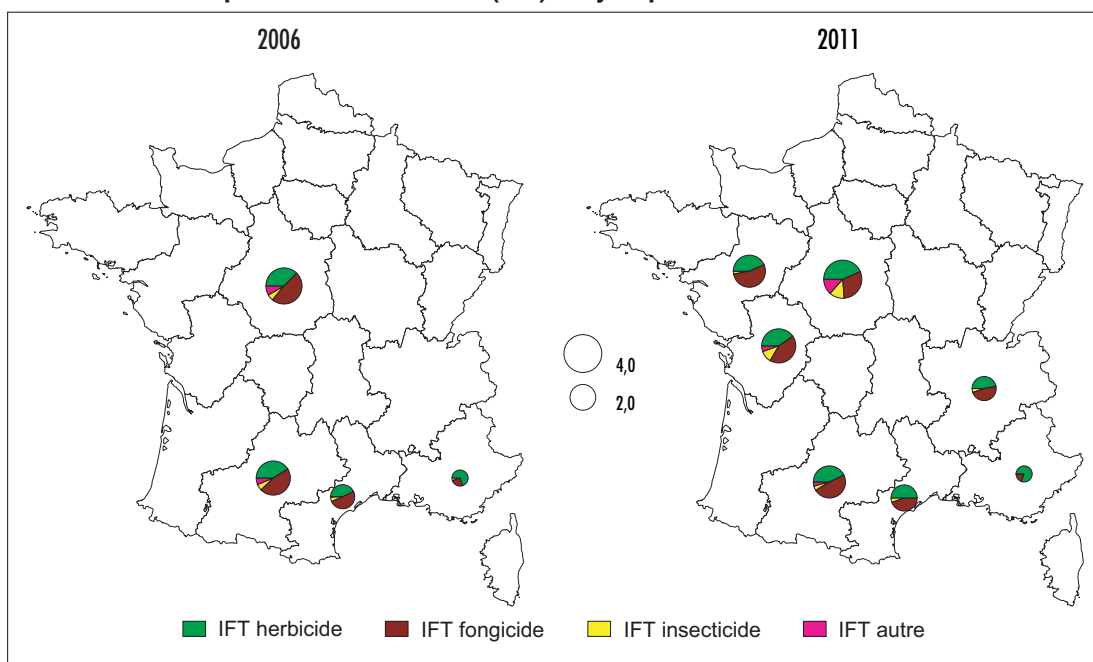 2006
2011
4,0
2,0
IFT herbicide
IFT fongicide
IFT insecticide
IFT autre